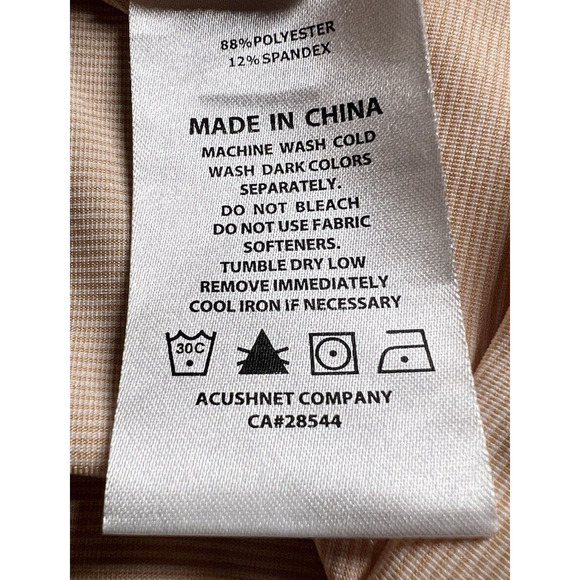 88%POLYESTER
12%SPANDEX
MADE IN CHINA
MACHINE WASH COLD
WASH DARK COLORS
SEPARATELY.
DO NOT BLEACH
DO NOT USE FABRIC
SOFTENERS.
TUMBLE DRY LOW
REMOVE IMMEDIATELY
COOL IRON IF NECESSARY
30C
ACUSHNET COMPANY
CA#28544